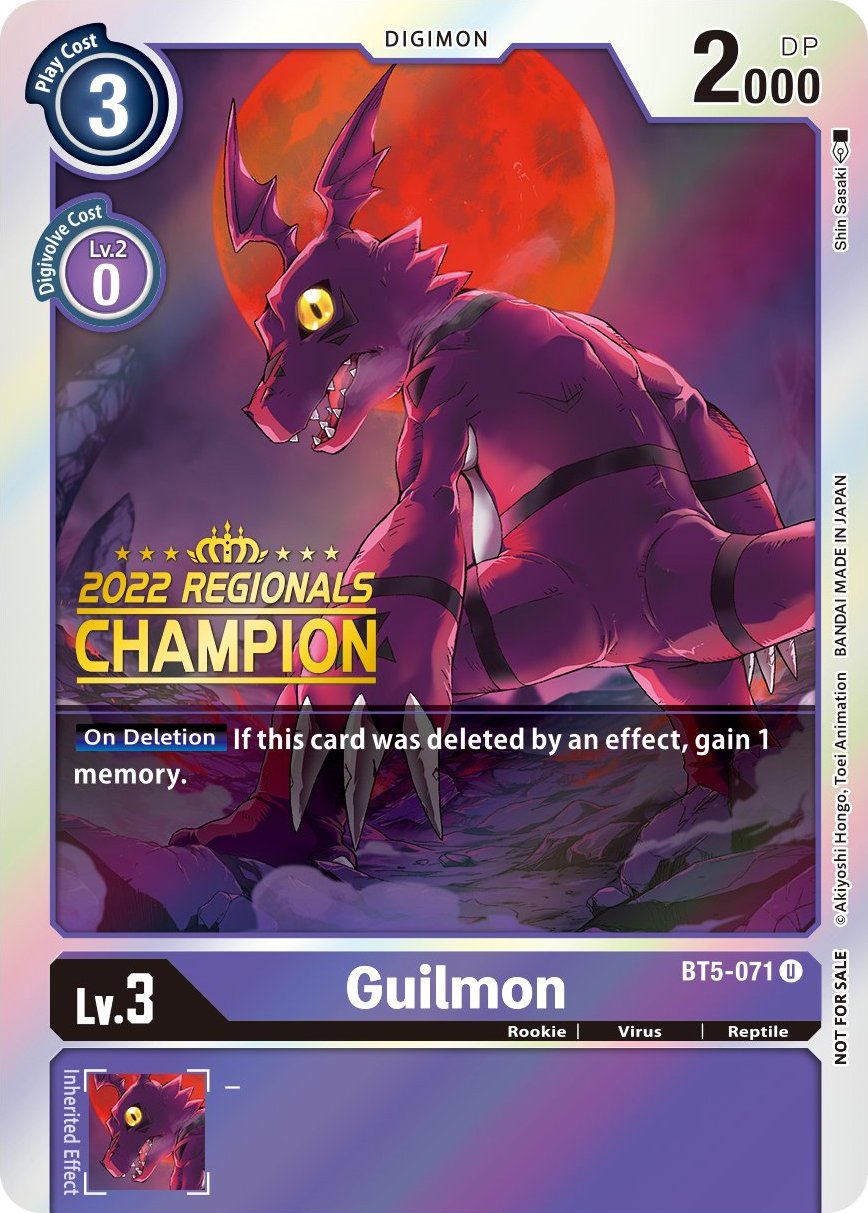 DIGIMON
Play Cost
3
DP
2000
Digivolve Cost
Lv.2
0
Shin Sasaki
2022 REGIONALS
CHAMPION
On Deletion If this card was deleted by an effect, gain 1
memory.
©Akiyoshi Hongo, Toei Animation BANDAI MADE IN JAPAN
NOT FOR SALE
Lv.3
Guilmon
BT5-071 U
Rookie | Virus | Reptile
Inherited Effect
–